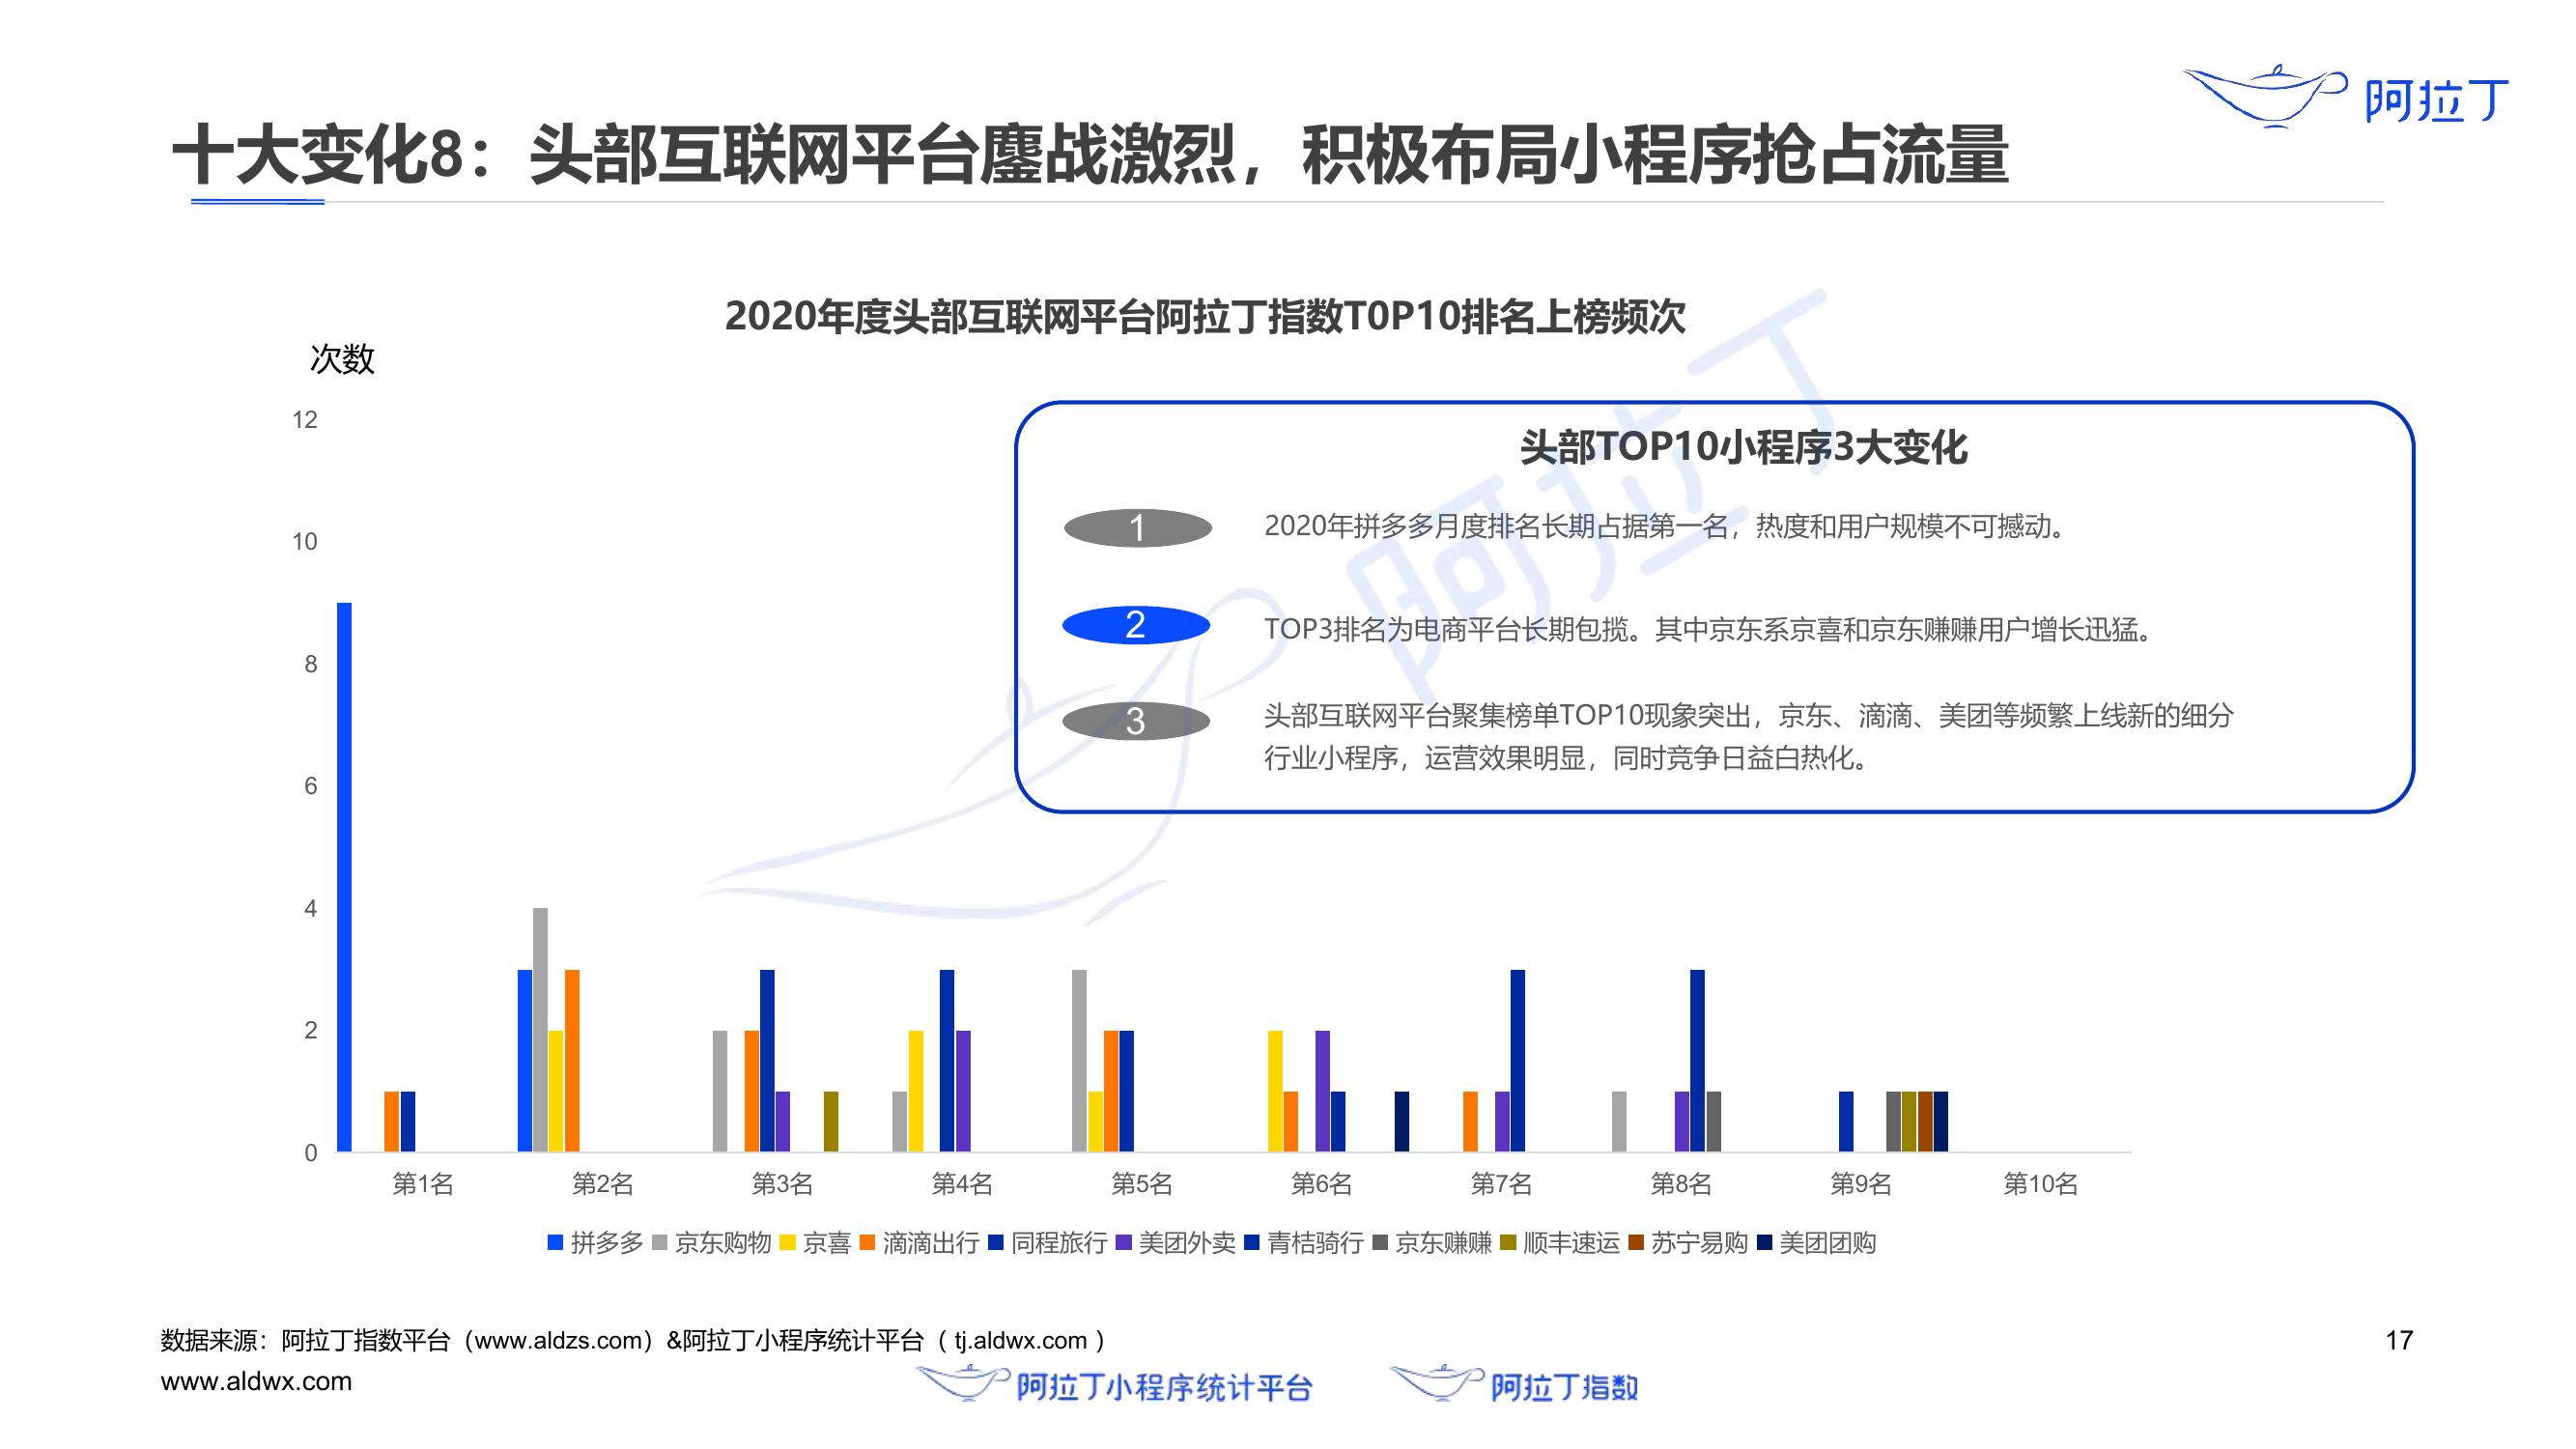 阿拉丁
十大变化8：头部互联网平台鏖战激烈，积极布局小程序抢占流量
2020年度头部互联网平台阿拉丁指数T0P10排名上榜频次
次数
12
10
8
6
4
2
0
头部TOP10小程序3大变化
1 2020年拼多多月度排名长期占据第一名，热度和用户规模不可撼动。
2 TOP3排名为电商平台长期包揽。其中京东系京喜和京东赚赚用户增长迅猛。
3 头部互联网平台聚集榜单TOP10现象突出，京东、滴滴、美团等频繁上线新的细分
行业小程序，运营效果明显，同时竞争日益白热化。
阿拉丁
第1名 第2名 第3名 第4名 第5名 第6名 第7名 第8名 第9名 第10名
拼多多 京东购物 京喜 滴滴出行 同程旅行 美团外卖 青桔骑行 京东赚赚 顺丰速运 苏宁易购 美团团购
数据来源：阿拉丁指数平台（www.aldzs.com）&阿拉丁小程序统计平台（ tj.aldwx.com ）
17
www.aldwx.com
阿拉丁小程序统计平台 阿拉丁指数